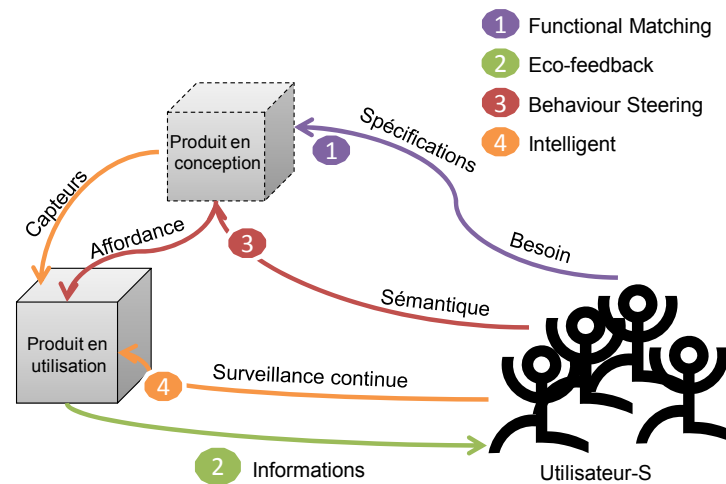 1 Functional Matching
2 Eco-feedback
3 Behaviour Steering
4 Intelligent
Produit en
conception
Spécifications
1
Capteurs
Affordance
3
Besoin
Sémantique
Produit en
utilisation
4
Surveillance continue
2 Informations
Utilisateur-S